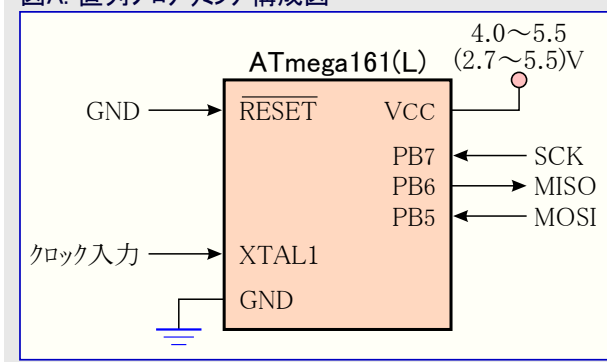 図A. 直列プログラミング構成図
4.0～5.5
ATmega161(L)
(2.7～5.5)V
GND
RESET
VCC
PB7
SCK
PB6
MISO
PB5
MOSI
クロック入力
XTAL1
GND